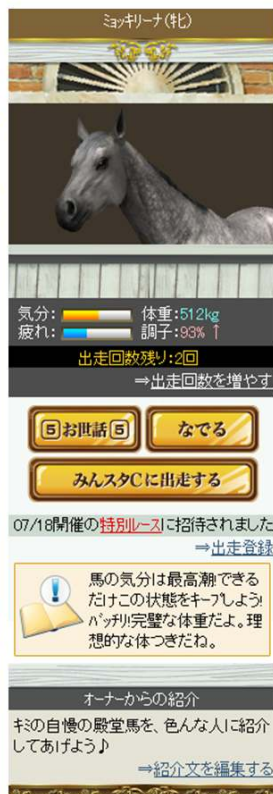 ミョッキリーナ(牝)
気分:
体重:512kg
疲れ:
調子:93%↑
出走回数残り:2回
⇒出走回数を増やす
5お世話5
なでる
みんスタCに出走する
07/18開催の特別レースに招待されました
⇒出走登録
馬の気分は最高潮!できる
だけこの状態をキープしよう!
バッチリ!完璧な体重だよ。理
想的な体つきだね。
オーナーからの紹介
キミの自慢の殿堂馬を、色んな人に紹介
してあげよう♪
⇒紹介文を編集する